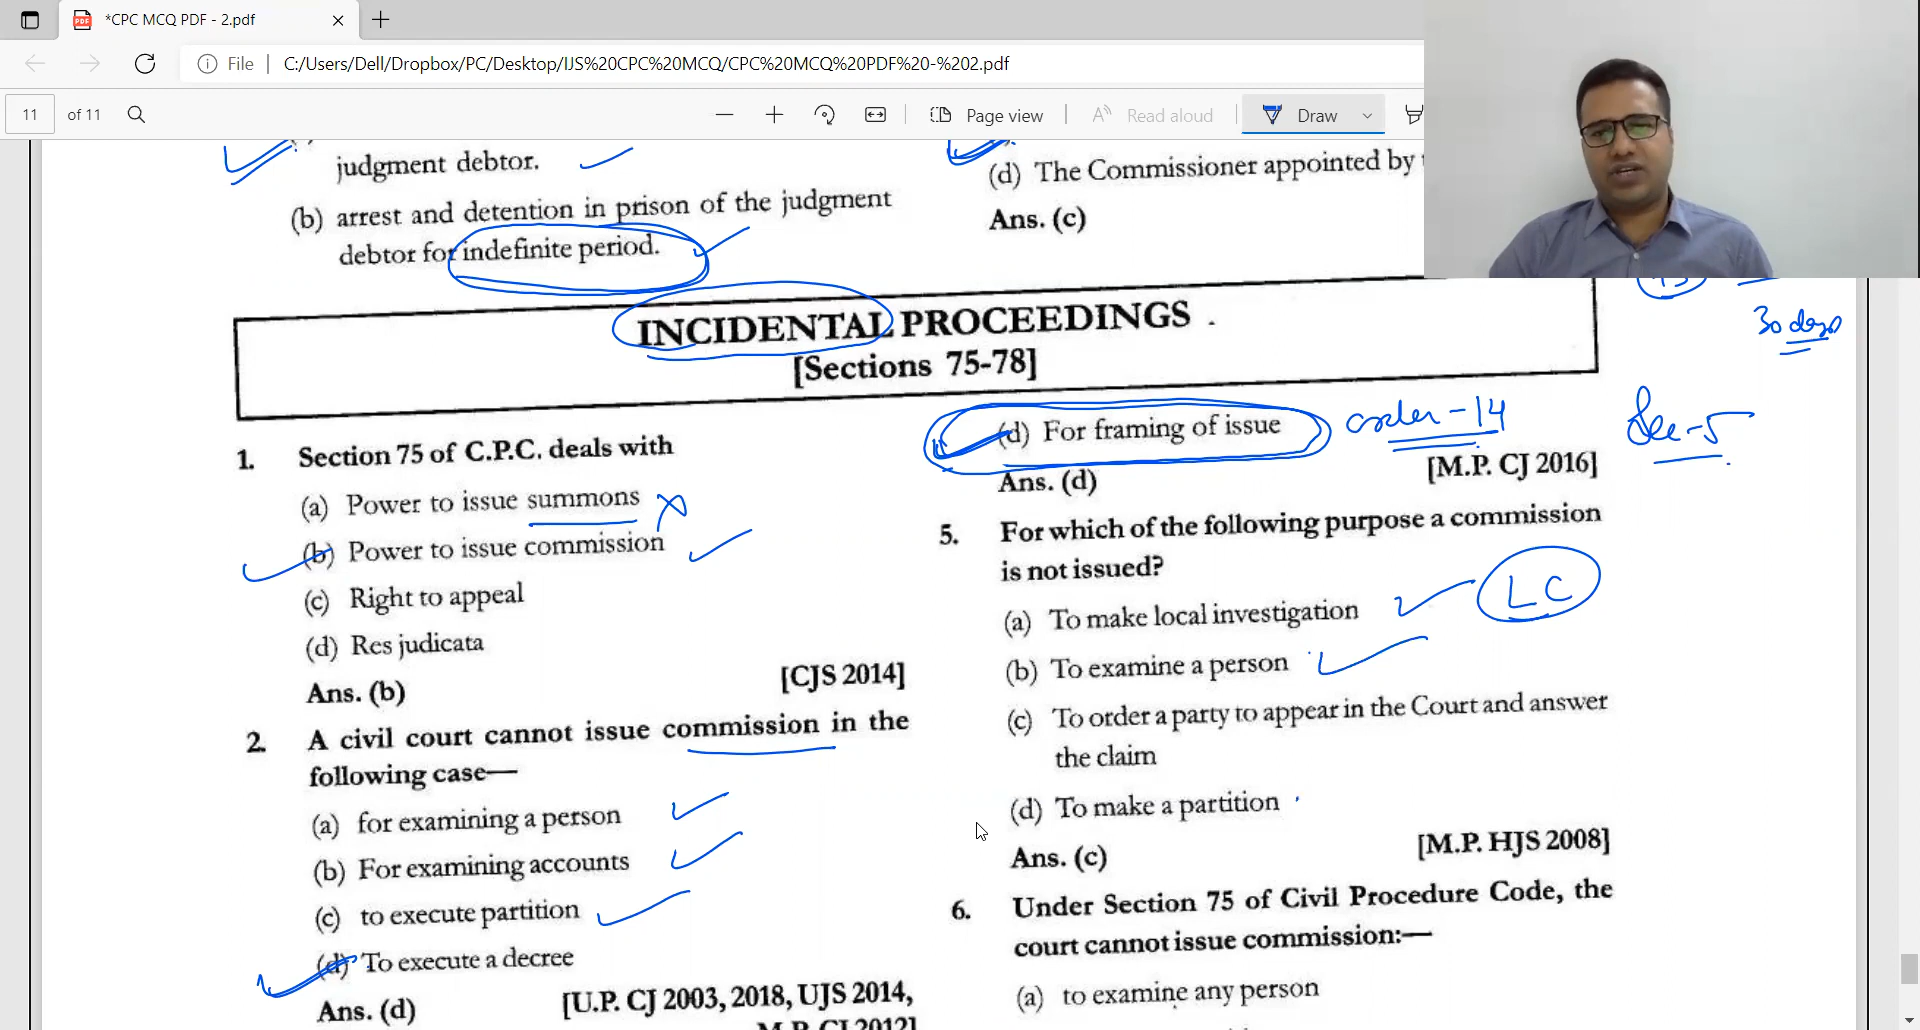 *CPC MCQ PDF - 2.pdf
File
C:/Users/Dell/Dropbox/PC/Desktop/IJS%20CPC%20MCQ/CPC%20MCQ%20PDF%20-%202.pdf
11 of 11
Page view
Read aloud
Draw
judgment debtor.
(b) arrest and detention in prison of the judgment
debtor for indefinite period.
(d) The Commissioner appointed by
Ans. (c)
30 days
INCIDENTAL PROCEEDINGS .
[Sections 75-78]
1. Section 75 of C.P.C. deals with
(a) Power to issue summons
(b) Power to issue commission
(c) Right to appeal
(d) Res judicata
Ans. (b) [CJS 2014]
2. A civil court cannot issue commission in the
following case—
(a) for examining a person
(b) For examining accounts
(c) to execute partition
(d) To execute a decree
Ans. (d) [U.P. CJ 2003, 2018, UJS 2014,
M.P. CJ 2012]
(d) For framing of issue
order-14
Sec-5
Ans. (d) [M.P. CJ 2016]
5. For which of the following purpose a commission
is not issued?
(a) To make local investigation
LC
(b) To examine a person
(c) To order a party to appear in the Court and answer
the claim
(d) To make a partition
Ans. (c) [M.P. HJS 2008]
6. Under Section 75 of Civil Procedure Code, the
court cannot issue commission:—
(a) to examine any person